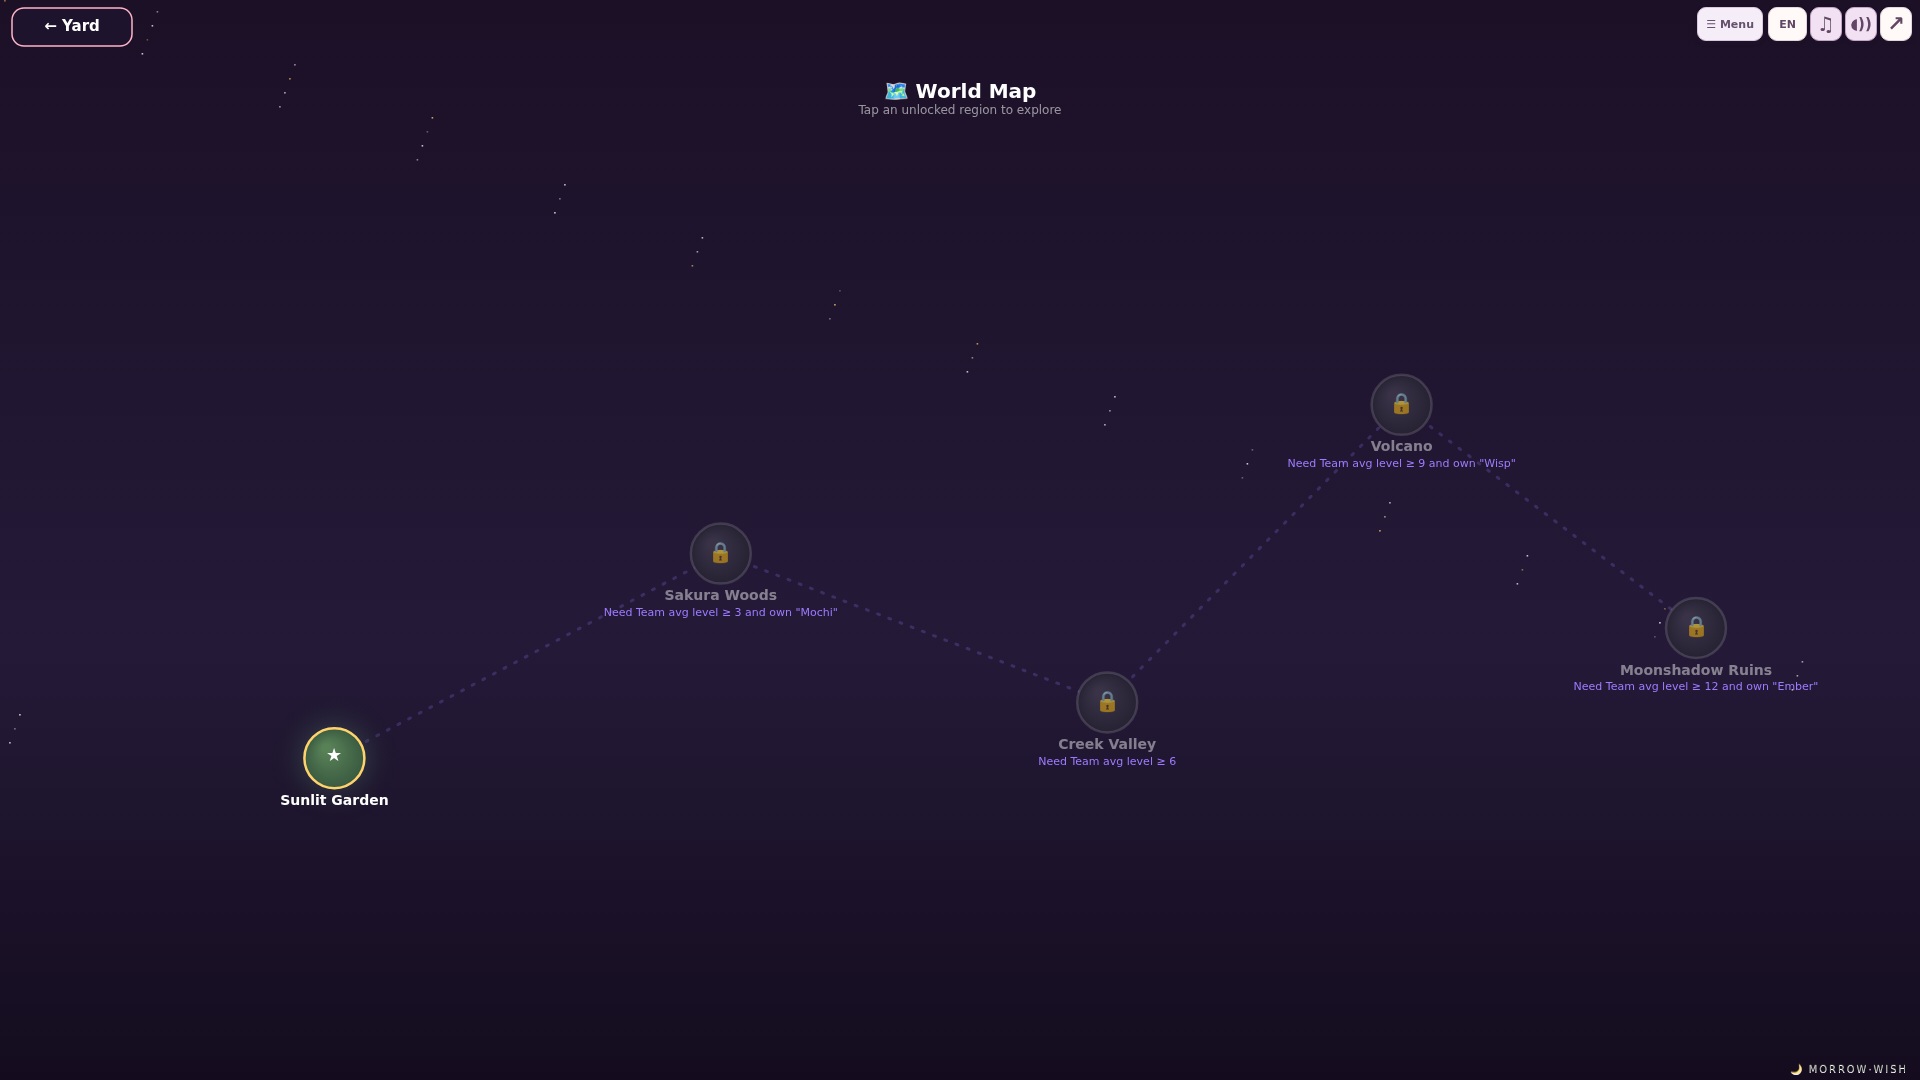 ← Yard
☰ Menu
EN
🗺️ World Map
Tap an unlocked region to explore
Volcano
Need Team avg level ≥ 9 and own "Wisp"
Sakura Woods
Need Team avg level ≥ 3 and own "Mochi"
Moonshadow Ruins
Need Team avg level ≥ 12 and own "Ember"
Creek Valley
Need Team avg level ≥ 6
Sunlit Garden
🌙 MORROW·WISH